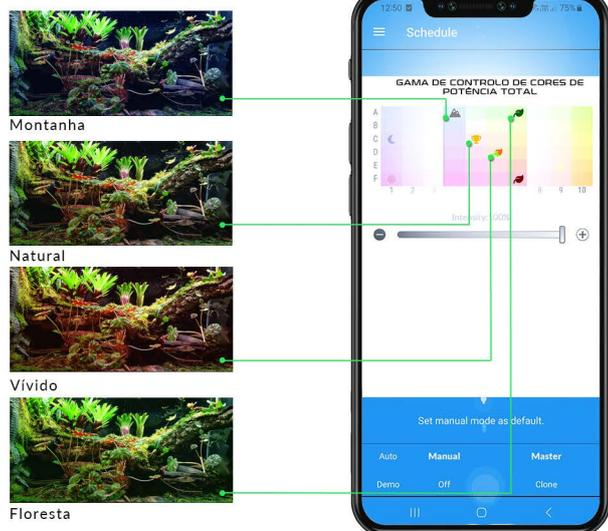 Montanha
Natural
Vívido
Floresta
12:50
75%
Schedule
GAMA DE CONTROLO DE CORES DE
POTÊNCIA TOTAL
A
B
C
D
E
F
1 2 3 8 9 10
Intensity: 100%
Set manual mode as default.
Auto Manual Master
Demo Off Clone